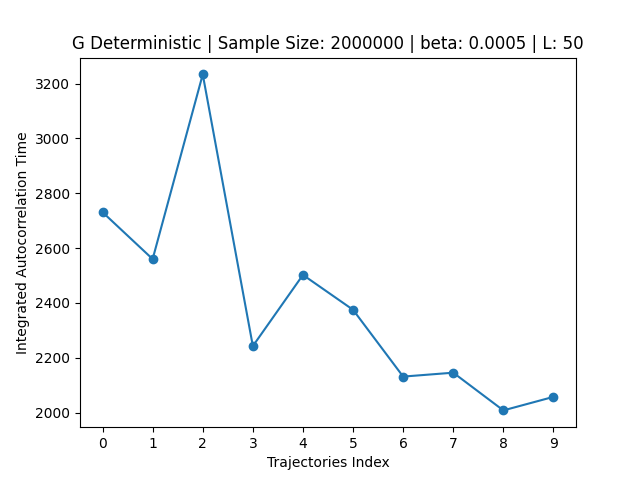 G Deterministic | Sample Size: 2000000 | beta: 0.0005 | L: 50
Integrated Autocorrelation Time
3200
3000
2800
2600
2400
2200
2000
0 1 2 3 4 5 6 7 8 9
Trajectories Index